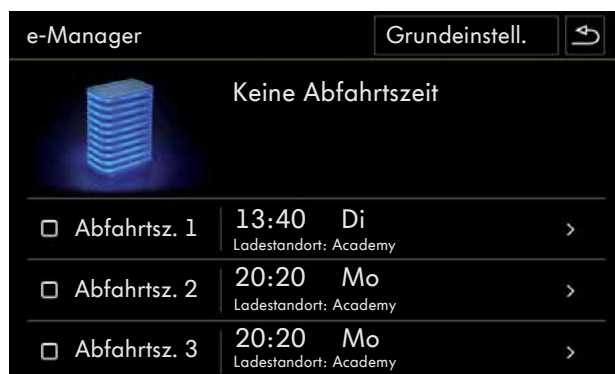 e-Manager Grundeinstell.
Keine Abfahrtszeit
Abfahrtsz. 1 13:40 Di
Ladestandort: Academy
Abfahrtsz. 2 20:20 Mo
Ladestandort: Academy
Abfahrtsz. 3 20:20 Mo
Ladestandort: Academy